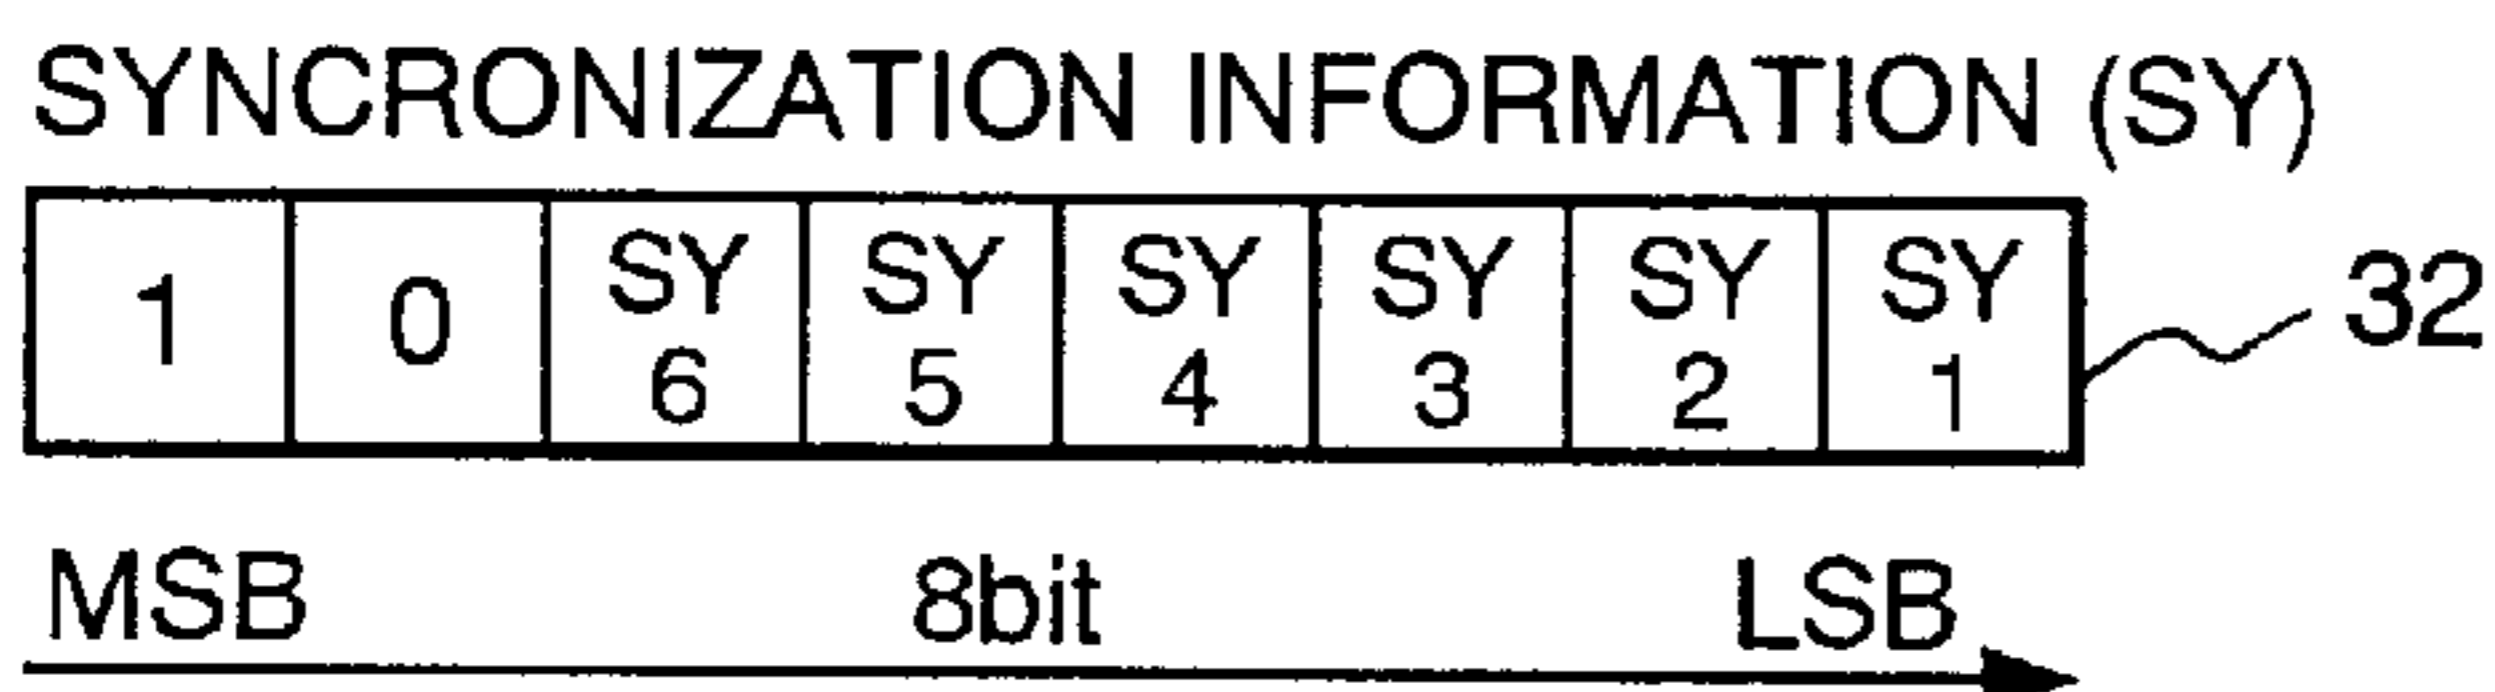 SYNCRONIZATION INFORMATION (SY)
1 0 SY 6 SY 5 SY 4 SY 3 SY 2 SY 1 32
MSB 8bit LSB